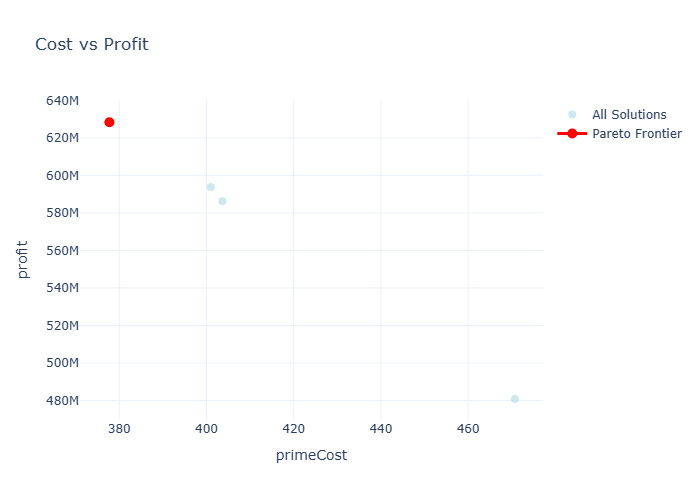 Cost vs Profit
All Solutions
Pareto Frontier
640M
620M
600M
580M
560M
540M
520M
500M
480M
profit
380
400
420
440
460
primeCost